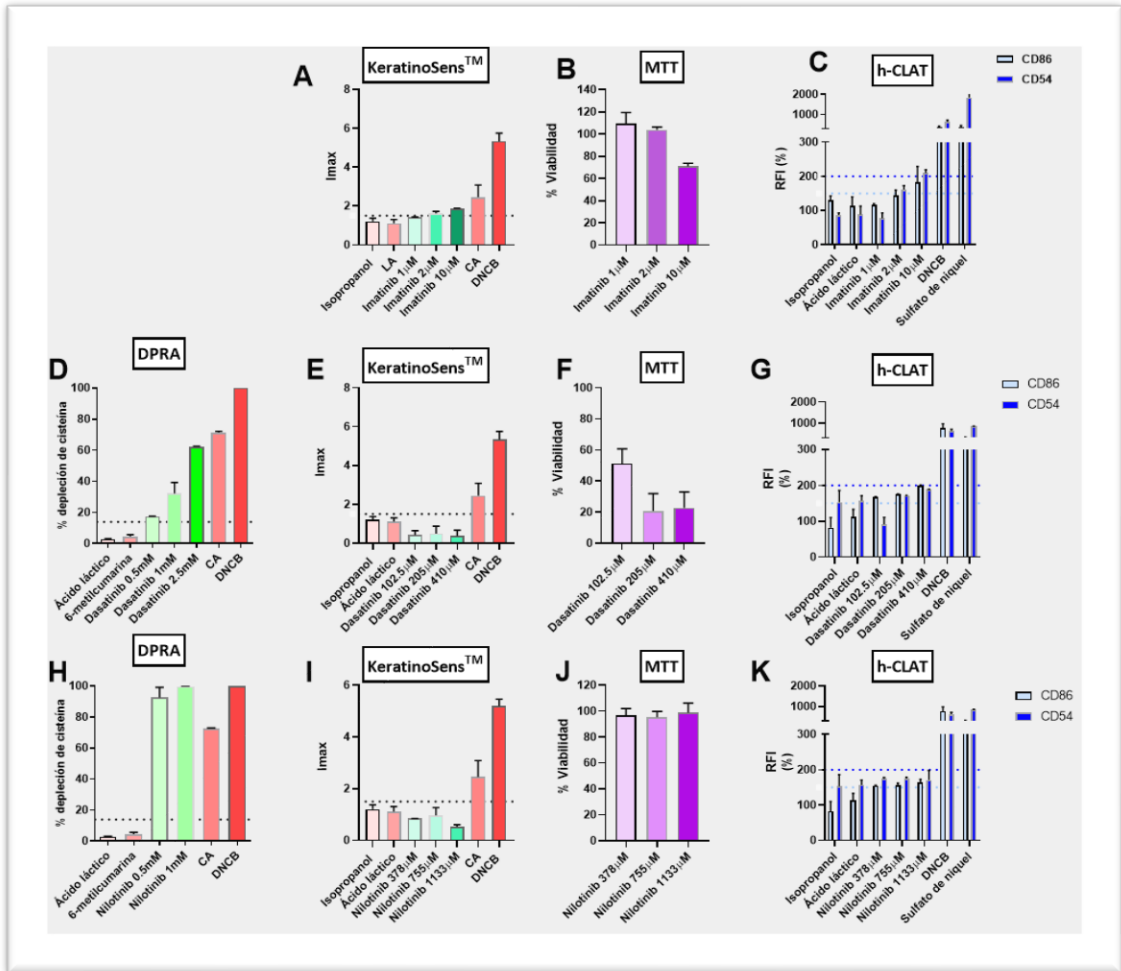 A
KeratinoSens™
Imax
8
6
4
2
0
Isopropanol
LA
Imatinib 1μM
Imatinib 2μM
Imatinib 10μM
CA
DNCB
B
MTT
% Viabilidad
140
120
100
80
60
40
20
0
Imatinib 1μM
Imatinib 2μM
Imatinib 10μM
C
h-CLAT
CD86
CD54
RFI (%)
2000
1000
300
200
100
0
Isopropanol
Ácido láctico
Imatinib 1μM
Imatinib 2μM
Imatinib 10μM
DNCB
Sulfato de niquel
D
DPRA
% depleción de cisteína
100
80
60
40
20
0
Ácido láctico
6-metilcumarina
Dasatinib 0.5mM
Dasatinib 1mM
Dasatinib 2.5mM
CA
DNCB
E
KeratinoSens™
Imax
8
6
4
2
0
Isopropanol
Ácido láctico
Dasatinib 102.5μM
Dasatinib 205μM
Dasatinib 410μM
CA
DNCB
F
MTT
% Viabilidad
100
80
60
40
20
0
Dasatinib 102.5μM
Dasatinib 205μM
Dasatinib 410μM
G
h-CLAT
CD86
CD54
RFI
(%)
2000
1000
300
200
100
0
Isopropanol
Ácido láctico
Dasatinib 102.5μM
Dasatinib 205μM
Dasatinib 410μM
DNCB
Sulfato de niquel
H
DPRA
% depleción de cisteína
100
80
60
40
20
0
Ácido láctico
6-metilcumarina
Nilotinib 0.5mM
Nilotinib 1mM
CA
DNCB
I
KeratinoSens™
Imax
6
4
2
0
Isopropanol
Ácido láctico
Nilotinib 378μM
Nilotinib 755μM
Nilotinib 1133μM
CA
DNCB
J
MTT
% Viabilidad
120
100
80
60
40
20
0
Nilotinib 378μM
Nilotinib 755μM
Nilotinib 1133μM
K
h-CLAT
CD86
CD54
RFI
(%)
2000
1000
300
200
100
0
Isopropanol
Ácido láctico
Nilotinib 378μM
Nilotinib 755μM
Nilotinib 1133μM
DNCB
Sulfato de niquel